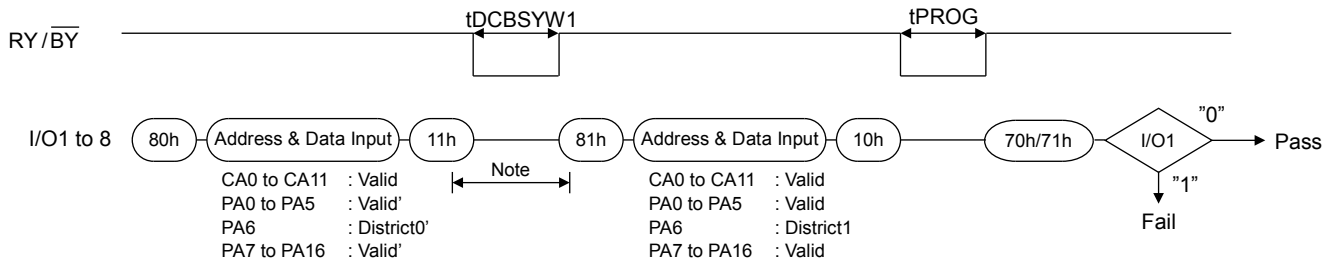 tDCBSYW1
tPROG
RY/BY
I/O1 to 8
80h
Address & Data Input
11h
81h
Address & Data Input
10h
70h/71h
I/O1
"0"
Pass
"1"
Fail
Note
CA0 to CA11 : Valid
PA0 to PA5 : Valid'
PA6 : District0'
PA7 to PA16 : Valid'
CA0 to CA11 : Valid
PA0 to PA5 : Valid
PA6 : District1
PA7 to PA16 : Valid